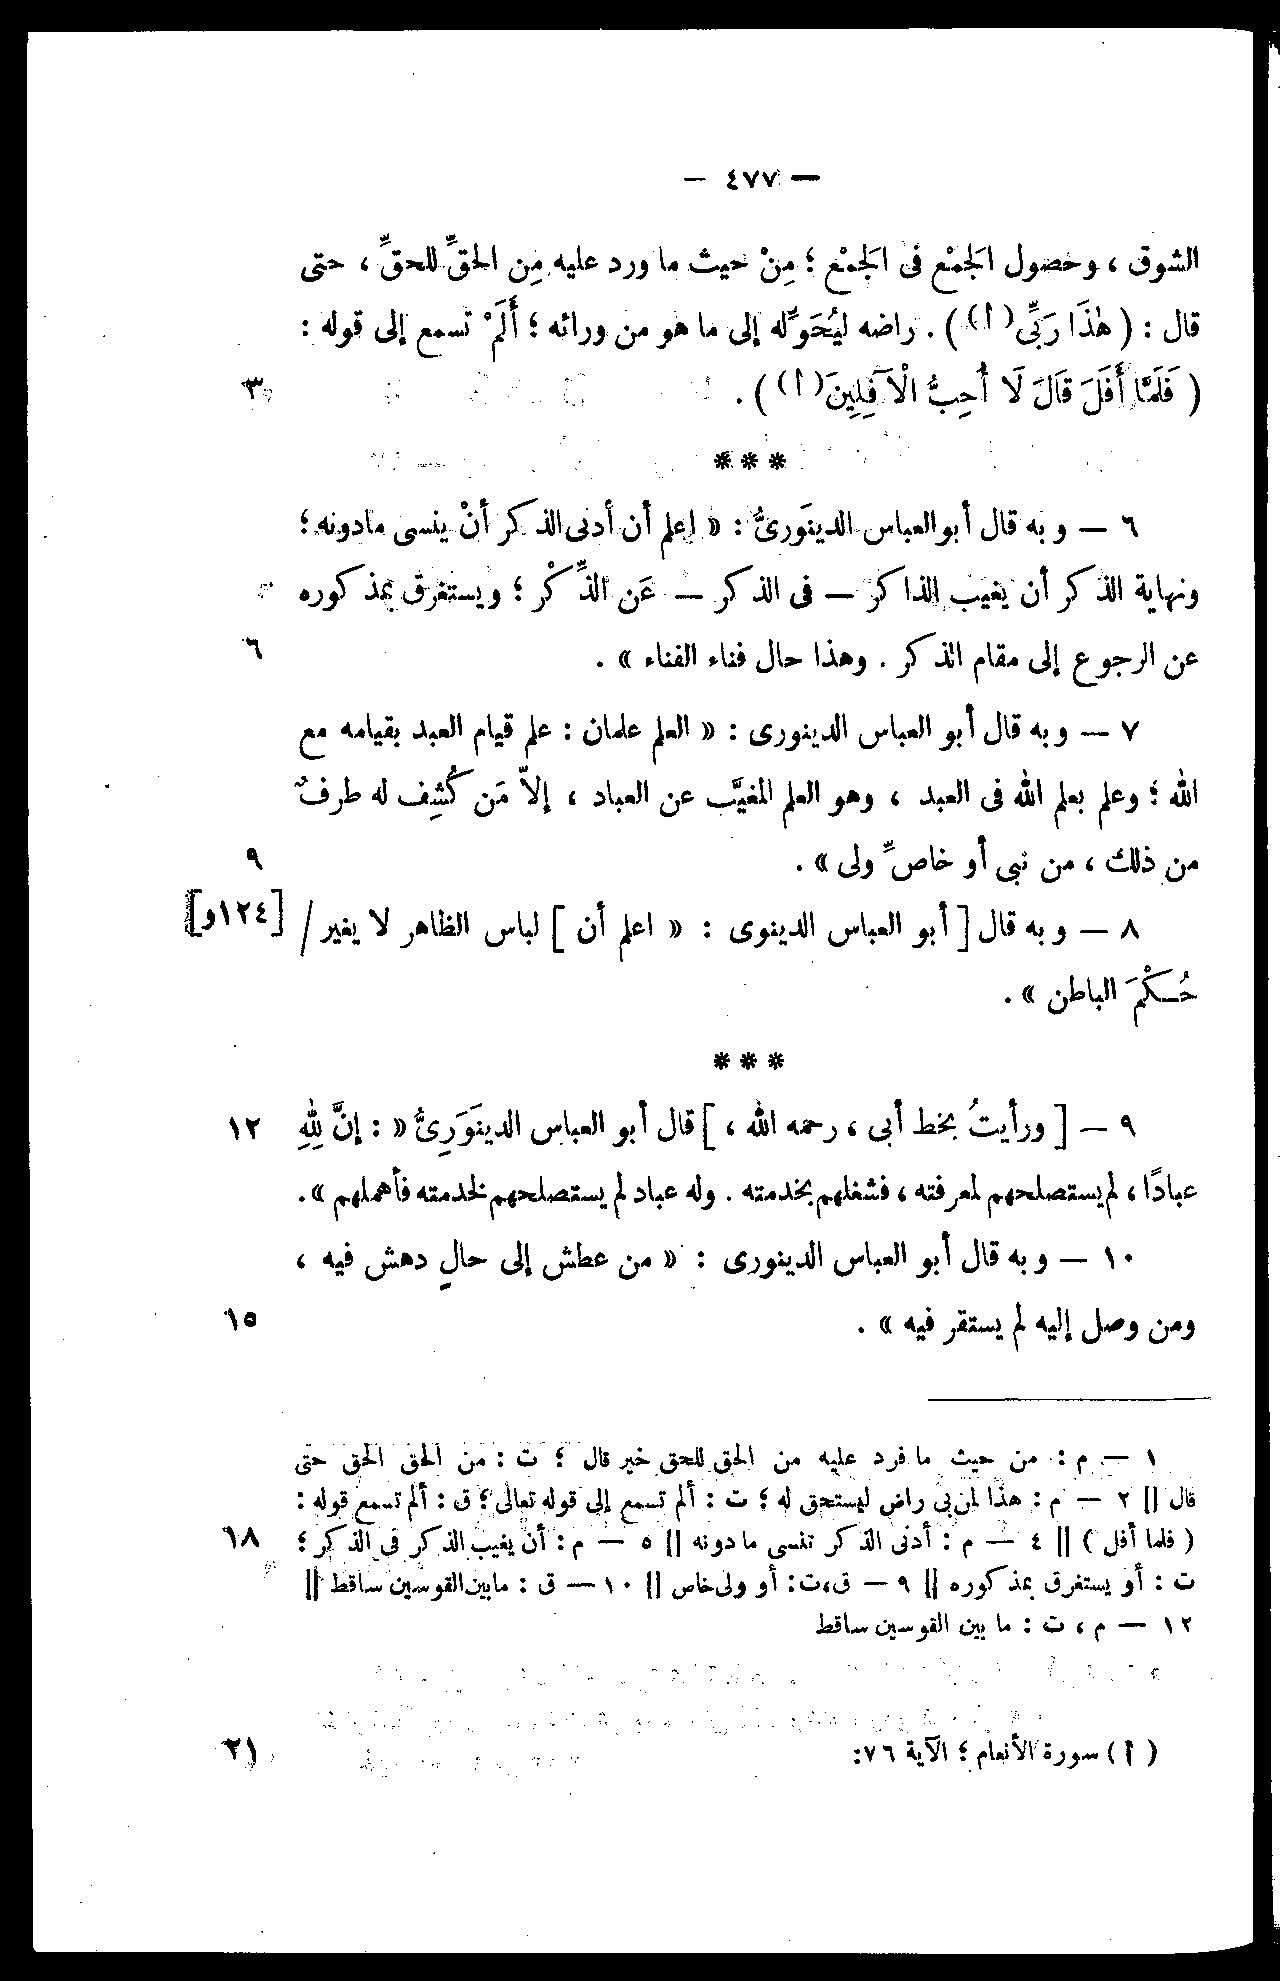 — ٤٧٧ —
الشوق ، وحصول الَجمْع فى الَجمْع ؛ مِنْ حيث ما ورد عليه مِن الحقِّ للحقِّ ، حتى
قال : ( هٰذَا رَبِّى(أ) ) . راضه ليُحَوِّله إلى ما هو من ورائه ؛ أَلَمْ تسمع إلى قوله :
( فَلَمَّا أَفَلَ قَالَ لَا أُحِبُّ الْآفِلِينَ(أ) ) . ٣
* * *
٦ — وبه قال أبو العباس الدينَورىُّ : « اعلم أن أدنى الذكر أنْ ينسى مادونه ؛
ونهاية الذكر أن يغيب الذاكر — فى الذكر — عَن الذِّكْر ؛ ويستغرق بمذكوره
عن الرجوع إلى مقام الذكر . وهذا حال فناء الفناء » . ٦
٧ — وبه قال أبو العباس الدينورى : « العلم علمان : علم قيام العبد بقيامه مع
الله ؛ وعلم بعلم الله فى العبد ، وهو العلم المغيَّب عن العباد ، إلاّ مَن كُشِف له طرفٌ
من ذلك ، من نبى أو خاصِّ ولى » . ٩
٨ — وبه قال [ أبو العباس الدينوى : « اعلم أن ] لباس الظاهر لا يغير / [١٢٤و]
حُكْمَ الباطن » .
* * *
٩ — [ ورأيتُ بخط أبى ، رحمه الله ، ] قال أبو العباس الدينَوَرِىُّ « : إنَّ لِلهِ ١٢
عبادًا ، لم يستصلحهم لمعرفته ، فشغلهم بخدمته . وله عباد لم يستصلحهم لخدمته فأهملهم » .
١٠ — وبه قال أبو العباس الدينورى : « من عطش إلى حالٍ دهش فيه ،
ومن وصل إليه لم يستقر فيه » . ١٥
١ — م : من حيث ما فرد عليه من الحق للحق خير قال ؛ ت : من الحق الحق حتى
قال || ٢ — م : هذا لمن بى راض ليستحق له ؛ ت : ألم تسمع إلى قوله تعالى ؛ ق : ألم تسمع قوله :
( فلما أفل ) || ٤ — م : أدنى الذكر تنسى ما دونه || ٥ — م : أن يغيب الذكر فى الذكر ؛ ١٨
ت : أو يستغرق بمذكوره || ٩ — ق،ت : أو ولى خاص || ١٠ — ق : مابين القوسين ساقط ||
١٢ — م ، ت : ما بين القوسين ساقط
( أ ) سورة الأنعام ؛ الآية ٧٦: ٢١